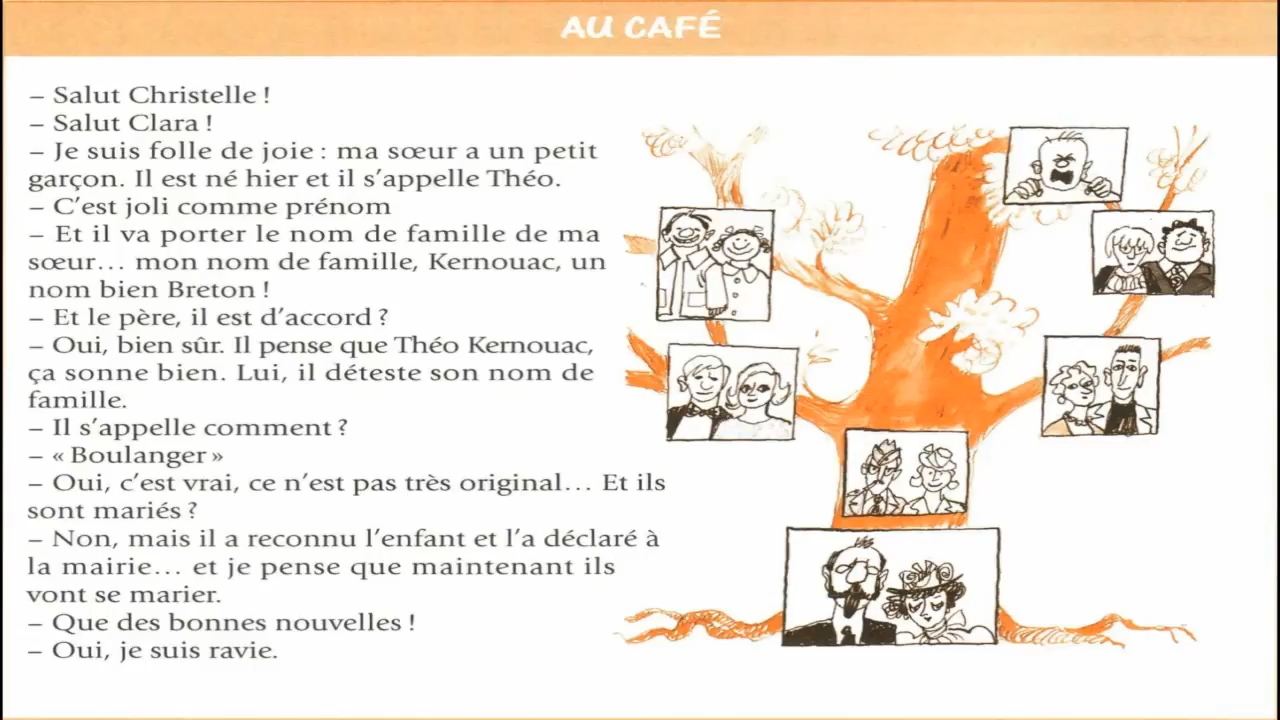 AU CAFÉ
– Salut Christelle !
– Salut Clara !
– Je suis folle de joie : ma sœur a un petit
garçon. Il est né hier et il s’appelle Théo.
– C’est joli comme prénom
– Et il va porter le nom de famille de ma
sœur… mon nom de famille, Kernouac, un
nom bien Breton !
– Et le père, il est d’accord ?
– Oui, bien sûr. Il pense que Théo Kernouac,
ça sonne bien. Lui, il déteste son nom de
famille.
– Il s’appelle comment ?
– « Boulanger »
– Oui, c’est vrai, ce n’est pas très original… Et ils
sont mariés ?
– Non, mais il a reconnu l’enfant et l’a déclaré à
la mairie… et je pense que maintenant ils
vont se marier.
– Que des bonnes nouvelles !
– Oui, je suis ravie.